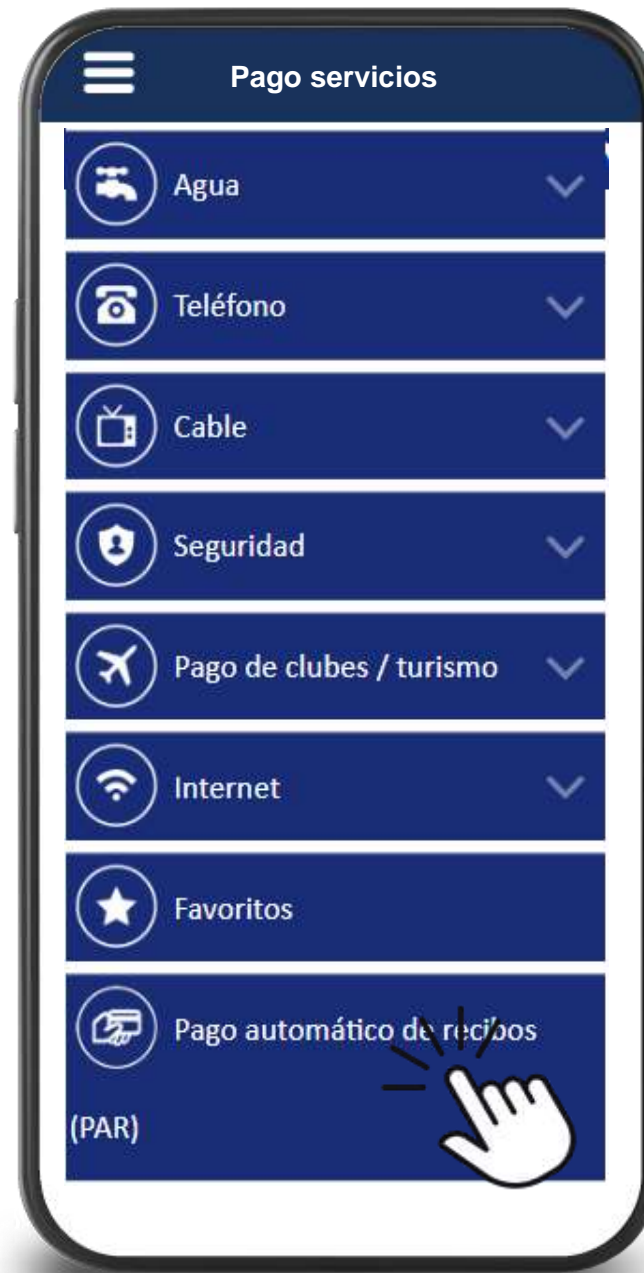 Pago servicios
Agua
Teléfono
Cable
Seguridad
Pago de clubes / turismo
Internet
Favoritos
Pago automático de recibos
(PAR)